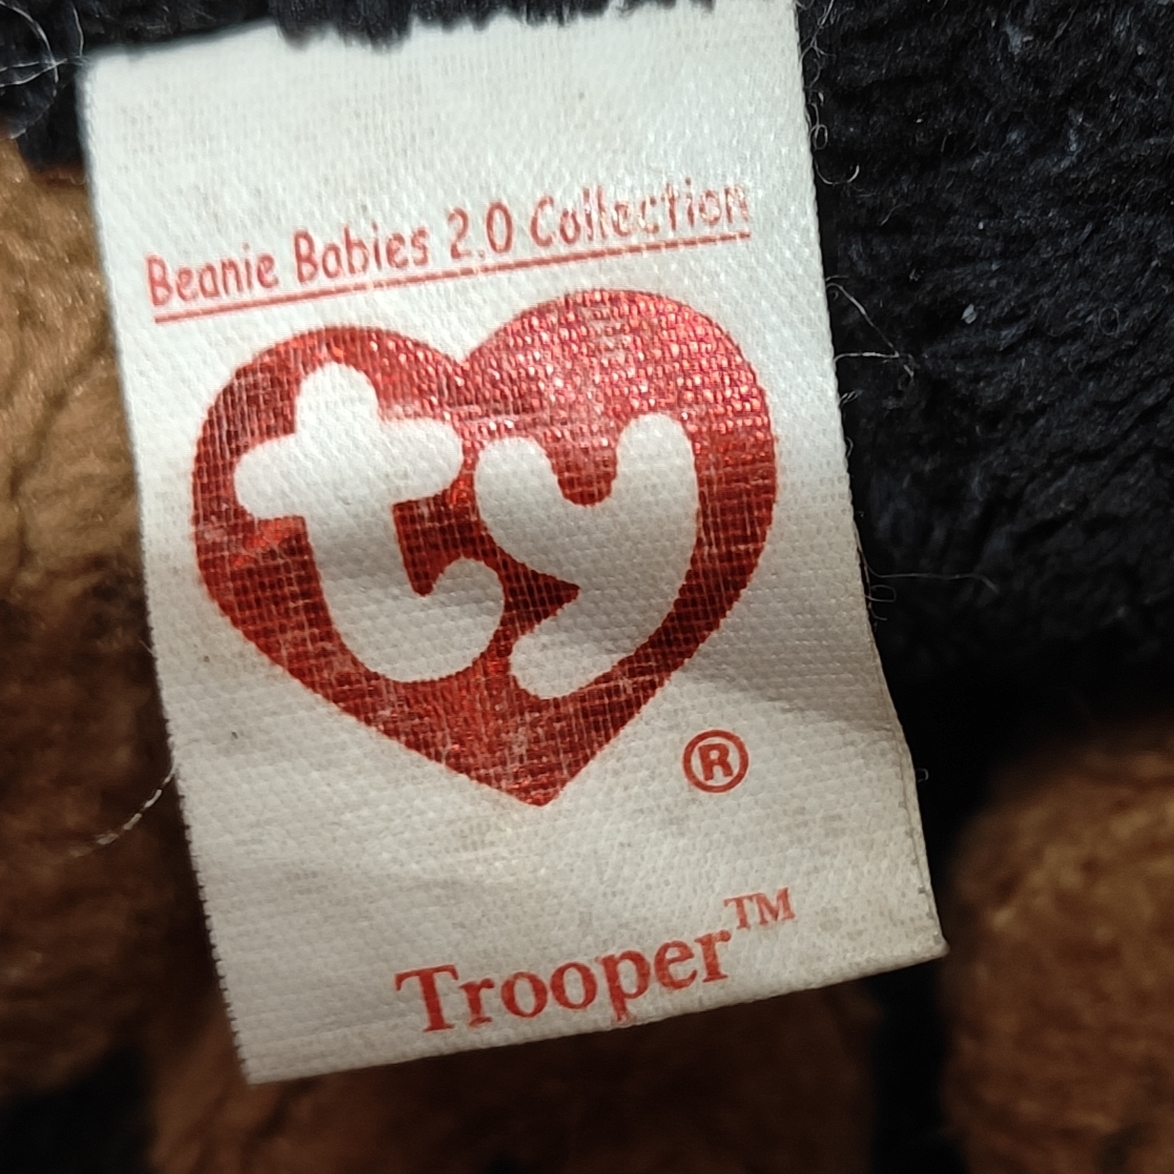 Beanie Babies 2.0 Collection
ty
®
Trooper™